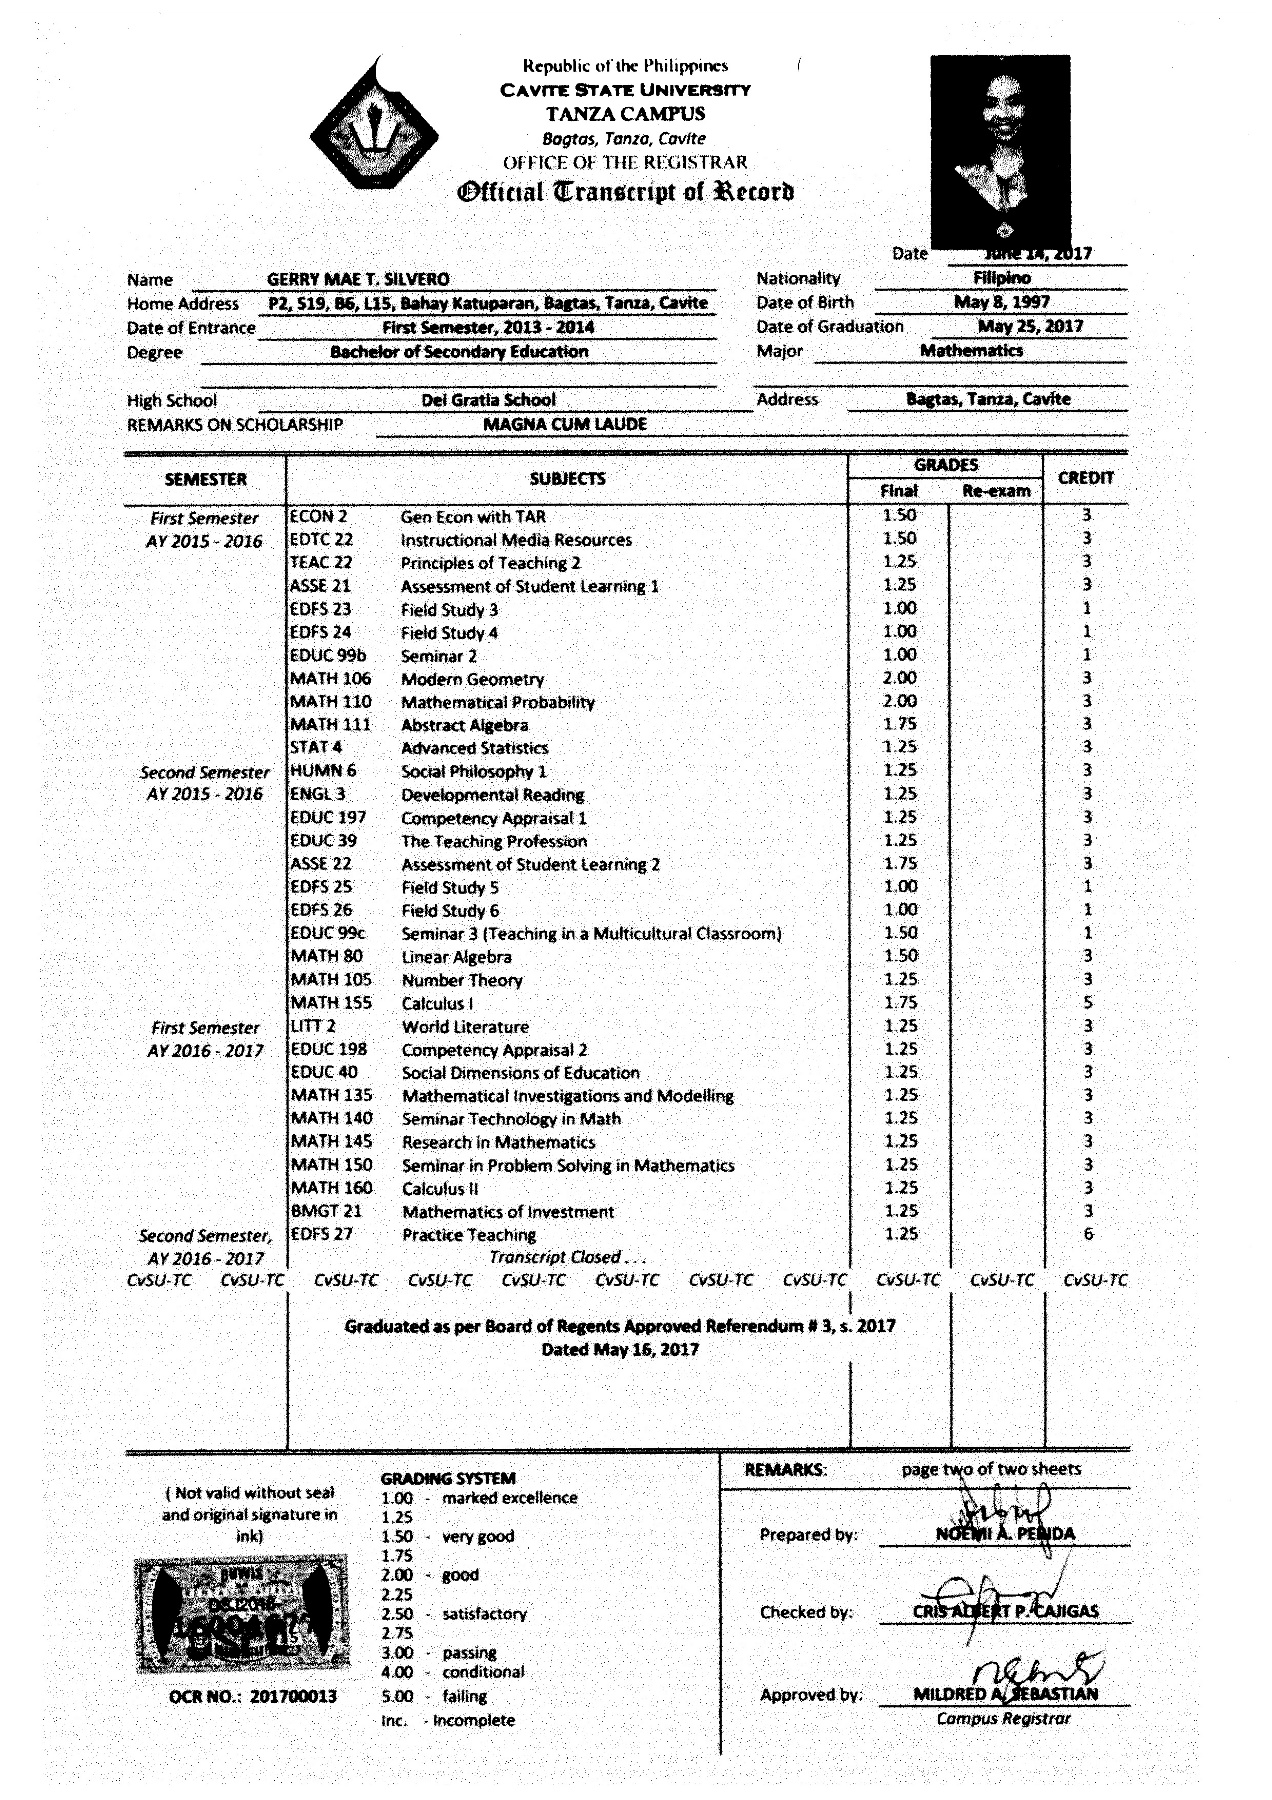 Republic of the Philippines
CAVITE STATE UNIVERSITY
TANZA CAMPUS
Bagtas, Tanza, Cavite
OFFICE OF THE REGISTRAR
Official Transcript of Record
Date June 14, 2017
Name GERRY MAE T. SILVERO Nationality Filipino
Home Address P2, S19, B6, L15, Bahay Katuparan, Bagtas, Tanza, Cavite Date of Birth May 8, 1997
Date of Entrance First Semester, 2013 - 2014 Date of Graduation May 25, 2017
Degree Bachelor of Secondary Education Major Mathematics
High School Dei Gratia School Address Bagtas, Tanza, Cavite
REMARKS ON SCHOLARSHIP MAGNA CUM LAUDE
SEMESTER SUBJECTS GRADES CREDIT
Final Re-exam
First Semester ECON 2 Gen Econ with TAR 1.50 3
AY 2015 - 2016 EDTC 22 Instructional Media Resources 1.50 3
TEAC 22 Principles of Teaching 2 1.25 3
ASSE 21 Assessment of Student Learning 1 1.25 3
EDFS 23 Field Study 3 1.00 1
EDFS 24 Field Study 4 1.00 1
EDUC 99b Seminar 2 1.00 1
MATH 106 Modern Geometry 2.00 3
MATH 110 Mathematical Probability 2.00 3
MATH 111 Abstract Algebra 1.75 3
STAT 4 Advanced Statistics 1.25 3
Second Semester HUMN 6 Social Philosophy 1 1.25 3
AY 2015 - 2016 ENGL 3 Developmental Reading 1.25 3
EDUC 197 Competency Appraisal 1 1.25 3
EDUC 39 The Teaching Profession 1.25 3
ASSE 22 Assessment of Student Learning 2 1.75 3
EDFS 25 Field Study 5 1.00 1
EDFS 26 Field Study 6 1.00 1
EDUC 99c Seminar 3 (Teaching in a Multicultural Classroom) 1.50 1
MATH 80 Linear Algebra 1.50 3
MATH 105 Number Theory 1.25 3
MATH 155 Calculus I 1.75 5
First Semester LITT 2 World Literature 1.25 3
AY 2016 - 2017 EDUC 198 Competency Appraisal 2 1.25 3
EDUC 40 Social Dimensions of Education 1.25 3
MATH 135 Mathematical Investigations and Modelling 1.25 3
MATH 140 Seminar Technology in Math 1.25 3
MATH 145 Research in Mathematics 1.25 3
MATH 150 Seminar in Problem Solving in Mathematics 1.25 3
MATH 160 Calculus II 1.25 3
BMGT 21 Mathematics of Investment 1.25 3
Second Semester, EDFS 27 Practice Teaching 1.25 6
AY 2016 - 2017 Transcript Closed . . .
CvSU-TC CvSU-TC CvSU-TC CvSU-TC CvSU-TC CvSU-TC CvSU-TC CvSU-TC CvSU-TC CvSU-TC CvSU-TC
Graduated as per Board of Regents Approved Referendum # 3, s. 2017
Dated May 16, 2017
( Not valid without seal
and original signature in
ink)
OCR NO.: 201700013
GRADING SYSTEM
1.00 - marked excellence
1.25
1.50 - very good
1.75
2.00 - good
2.25
2.50 - satisfactory
2.75
3.00 - passing
4.00 - conditional
5.00 - failing
Inc. - Incomplete
REMARKS: page two of two sheets
Prepared by: NOEMI A. PERIDA
Checked by: CRIS ALBERT P. CAJIGAS
Approved by: MILDRED A. SEBASTIAN
Campus Registrar